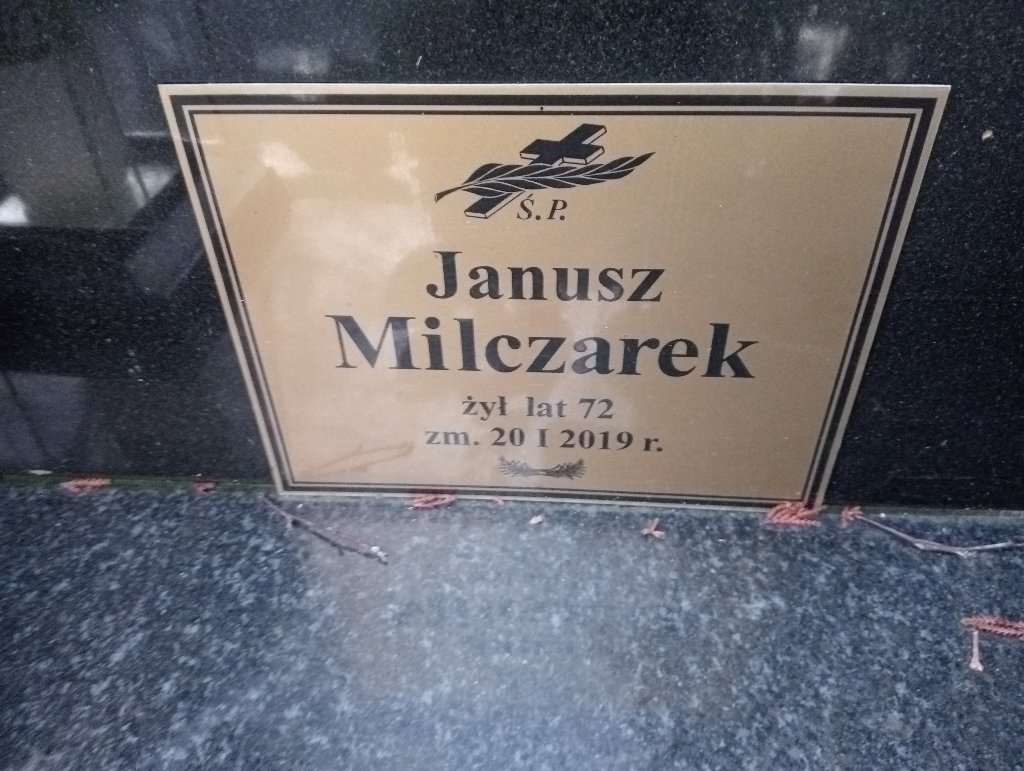 Ś.P.
Janusz
Milczarek
żył lat 72
zm. 20 I 2019 r.